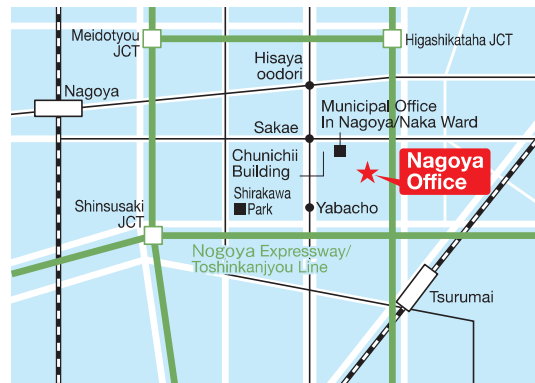 Meidotyou
JCT
Higashikataha JCT
Hisaya
oodori
Nagoya
Municipal Office
In Nagoya/Naka Ward
Sakae
Chunichii
Building
Nagoya
Office
Shirakawa
Park
Yabacho
Shinsusaki
JCT
Nogoya Expressway/
Toshinkanjyou Line
Tsurumai